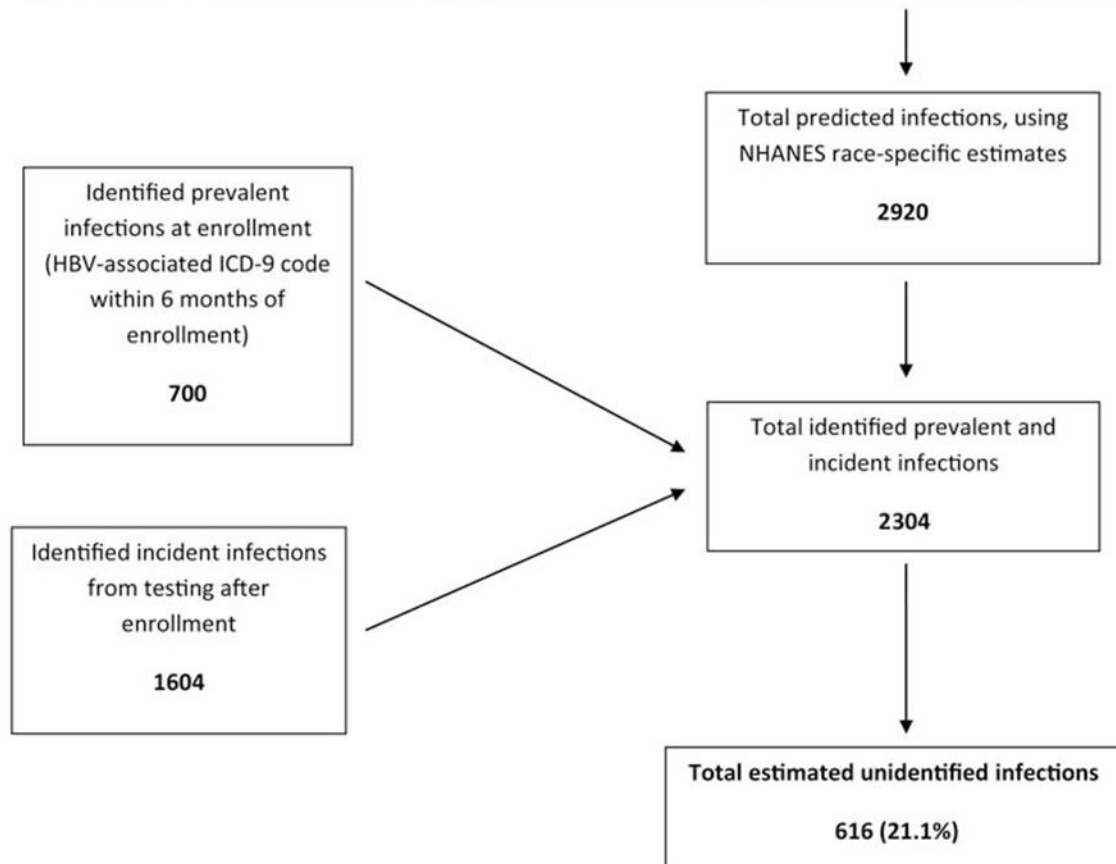 Total predicted infections, using
NHANES race-specific estimates
2920
Identified prevalent
infections at enrollment
(HBV-associated ICD-9 code
within 6 months of
enrollment)
700
Total identified prevalent and
incident infections
2304
Identified incident infections
from testing after
enrollment
1604
Total estimated unidentified infections
616 (21.1%)